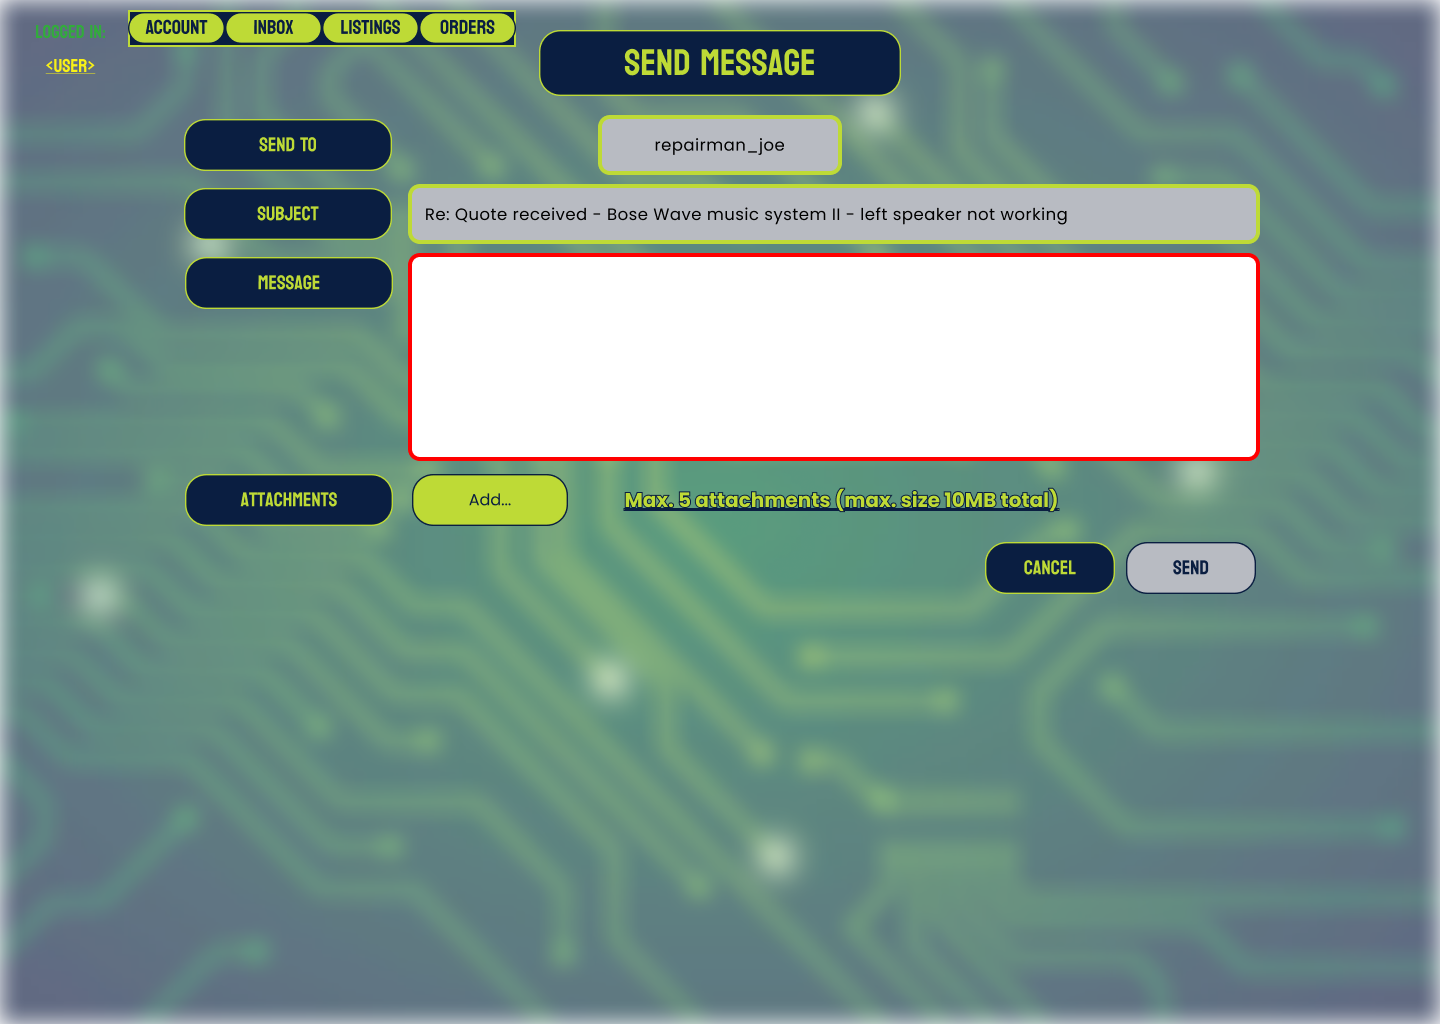 LOGGED IN:
<USER>
ACCOUNT
INBOX
LISTINGS
ORDERS
SEND MESSAGE
SEND TO
repairman_joe
SUBJECT
Re: Quote received - Bose Wave music system II - left speaker not working
MESSAGE
ATTACHMENTS
Add...
Max. 5 attachments (max. size 10MB total)
CANCEL
SEND